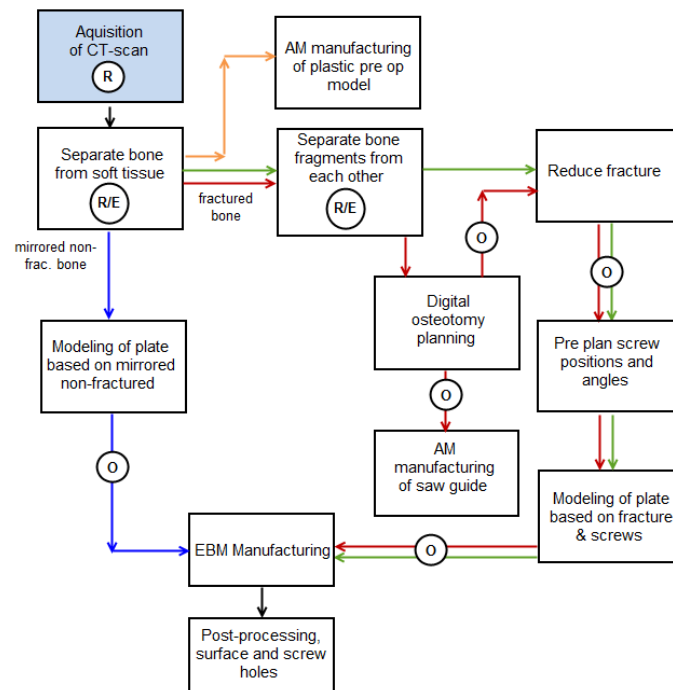 Aquisition
of CT-scan
R
AM manufacturing
of plastic pre op
model
Separate bone
from soft tissue
R/E
fractured
bone
Separate bone
fragments from
each other
R/E
Reduce fracture
mirrored non-
frac. bone
O
O
Digital
osteotomy
planning
Modeling of plate
based on mirrored
non-fractured
Pre plan screw
positions and
angles
O
O
AM
manufacturing
of saw guide
Modeling of plate
based on fracture
& screws
EBM Manufacturing
O
Post-processing,
surface and screw
holes